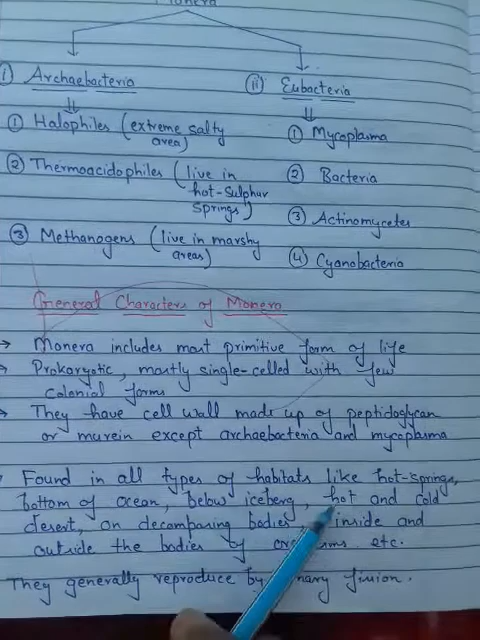 Monera
(i) Archaebacteria (ii) Eubacteria
① Halophiles (extreme salty area)
② Thermoacidophiles (live in hot-Sulphur Springs)
③ Methanogens (live in marshy areas)
① Mycoplasma
② Bacteria
③ Actinomycetes
④ Cyanobacteria
General Characters of Monera
→ Monera includes most primitive form of life
→ Prokaryotic, mostly single-celled with few
colonial forms
→ They have cell wall made up of peptidoglycan
or murein except archaebacteria and mycoplasma
Found in all types of habitats like hot-springs,
bottom of ocean, below iceberg, hot and cold
desert, on decomposing bodies, inside and
outside the bodies of etc.
They generally reproduce by fission.